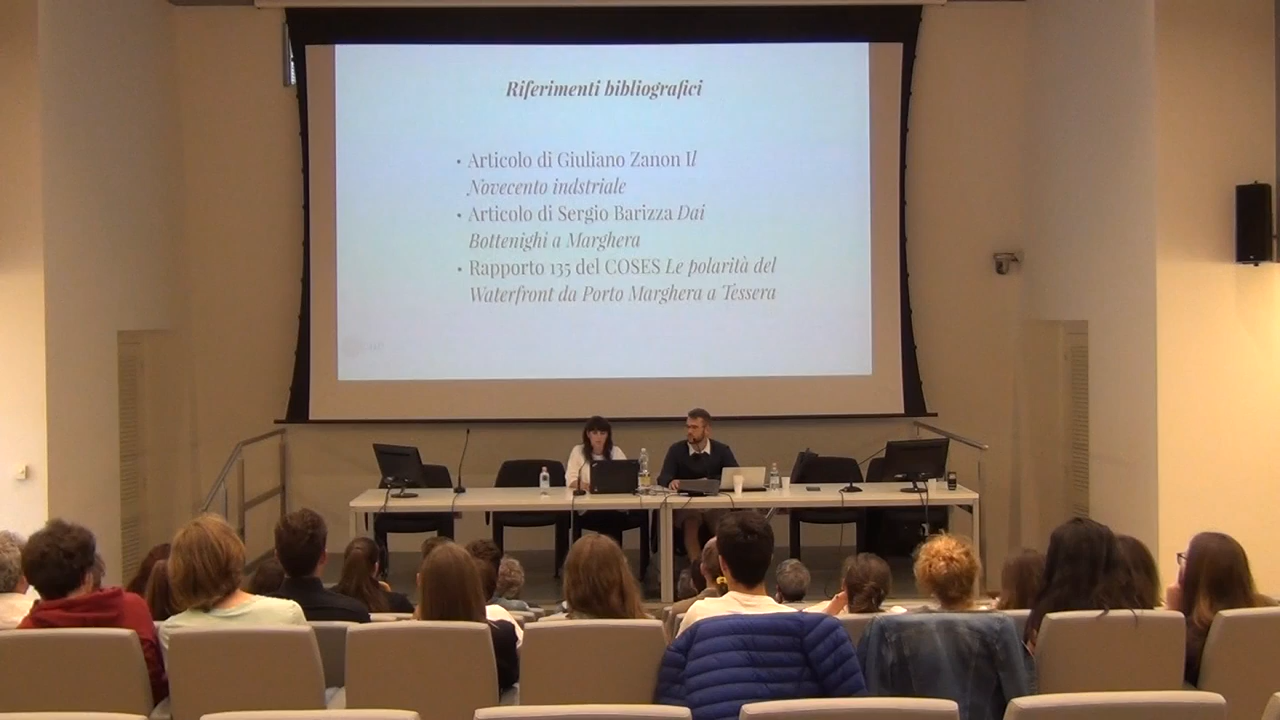 Riferimenti bibliografici
• Articolo di Giuliano Zanon Il
Novecento indstriale
• Articolo di Sergio Barizza Dai
Bottenighi a Marghera
• Rapporto 135 del COSES Le polarità del
Waterfront da Porto Marghera a Tessera